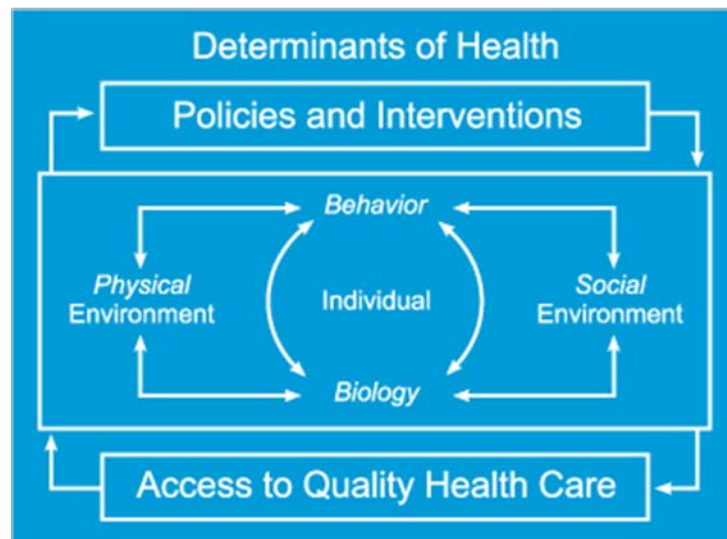 Determinants of Health
Policies and Interventions
Behavior
Physical
Environment
Individual
Social
Environment
Biology
Access to Quality Health Care